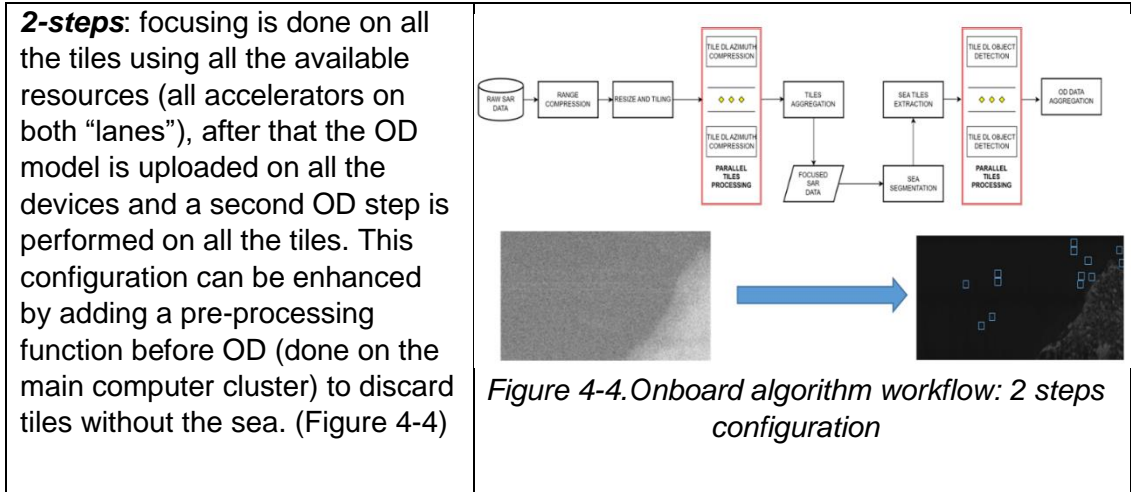 2-steps: focusing is done on all
the tiles using all the available
resources (all accelerators on
both “lanes”), after that the OD
model is uploaded on all the
devices and a second OD step is
performed on all the tiles. This
configuration can be enhanced
by adding a pre-processing
function before OD (done on the
main computer cluster) to discard
tiles without the sea. (Figure 4-4)
RAW SAR
DATA
RANGE
COMPRESSION
RESIZE AND TILING
TILE DL AZIMUTH
COMPRESSION
TILE DL AZIMUTH
COMPRESSION
PARALLEL
TILES
PROCESSING
TILES
AGGREGATION
FOCUSED
SAR
DATA
SEA
SEGMENTATION
SEA TILES
EXTRACTION
TILE DL OBJECT
DETECTION
TILE DL OBJECT
DETECTION
PARALLEL
TILES
PROCESSING
OD DATA
AGGREGATION
Figure 4-4.Onboard algorithm workflow: 2 steps
configuration